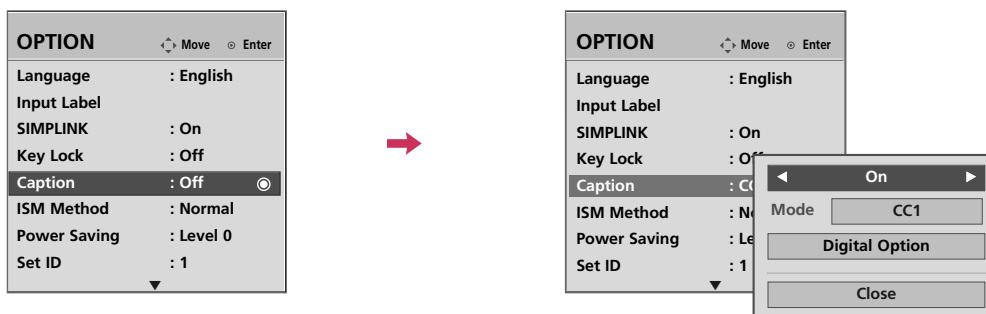 OPTION Move Enter
Language : English
Input Label
SIMPLINK : On
Key Lock : Off
Caption : Off
ISM Method : Normal
Power Saving : Level 0
Set ID : 1
OPTION Move Enter
Language : English
Input Label
SIMPLINK : On
Key Lock
Caption
ISM Method
Power Saving
Set ID : 1
On
Mode CC1
Digital Option
Close